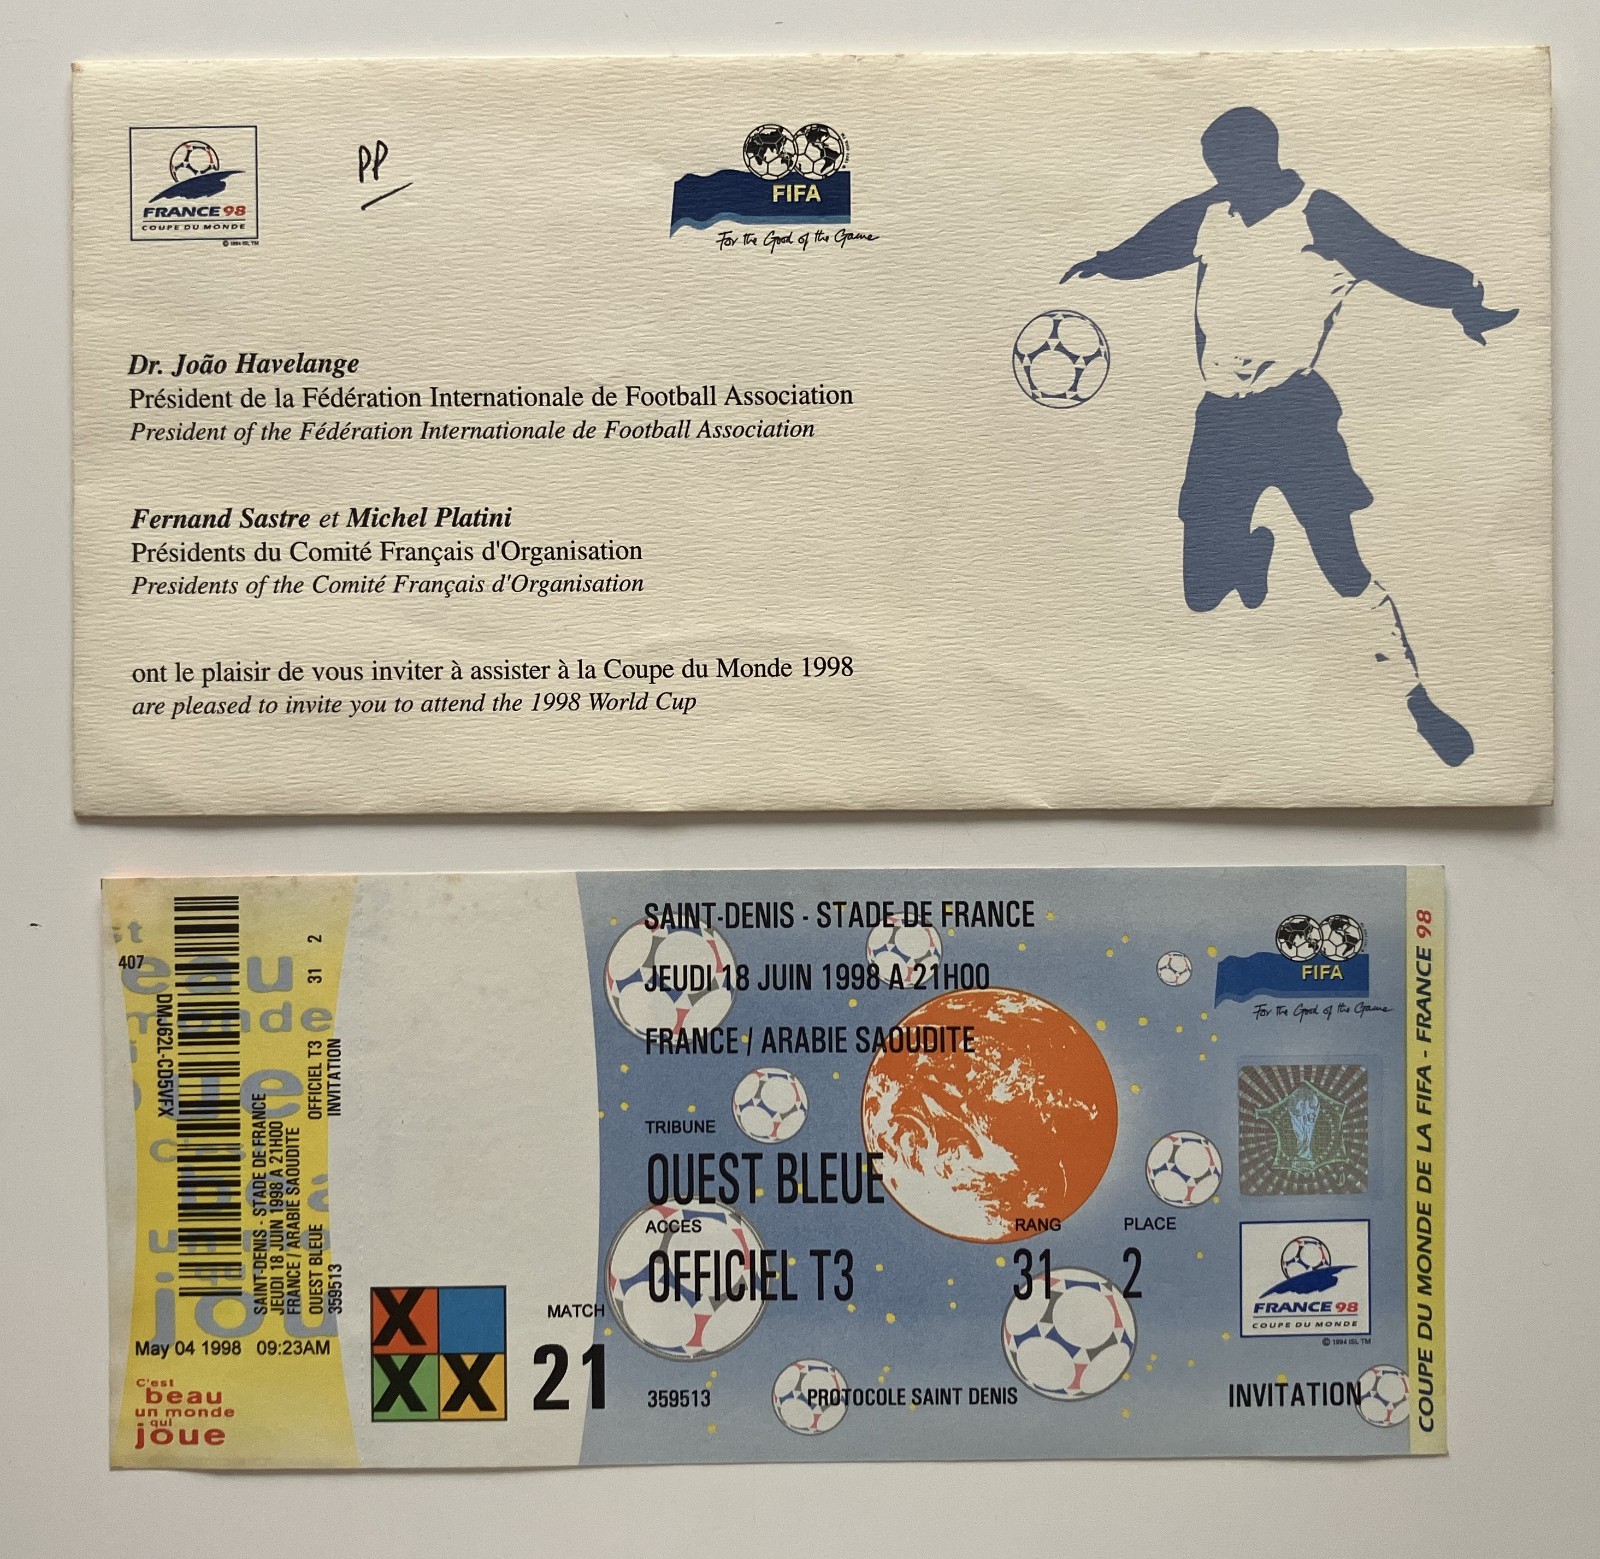 FRANCE 98
COUPE DU MONDE
© 1994 ISL TM
PP
FIFA
For the Good of the Game
Dr. João Havelange
Président de la Fédération Internationale de Football Association
President of the Fédération Internationale de Football Association
Fernand Sastre et Michel Platini
Présidents du Comité Français d'Organisation
Presidents of the Comité Français d'Organisation
ont le plaisir de vous inviter à assister à la Coupe du Monde 1998
are pleased to invite you to attend the 1998 World Cup
407
DMJ62L-CD5VFX
SAINT-DENIS - STADE DE FRANCE
JEUDI 18 JUIN 1998 A 21H00
FRANCE / ARABIE SAOUDITE
OUEST BLEUE OFFICIEL T3 31 2
359513 INVITATION
May 04 1998 09:23AM
C'est
beau
un monde
qui
joue
X
X X
MATCH
21
SAINT-DENIS - STADE DE FRANCE
JEUDI 18 JUIN 1998 A 21H00
FRANCE / ARABIE SAOUDITE
TRIBUNE
OUEST BLEUE
ACCES RANG PLACE
OFFICIEL T3 31 2
359513 PROTOCOLE SAINT DENIS INVITATION
FIFA
For the Good of the Game
FRANCE 98
COUPE DU MONDE
© 1994 ISL TM
COUPE DU MONDE DE LA FIFA - FRANCE 98